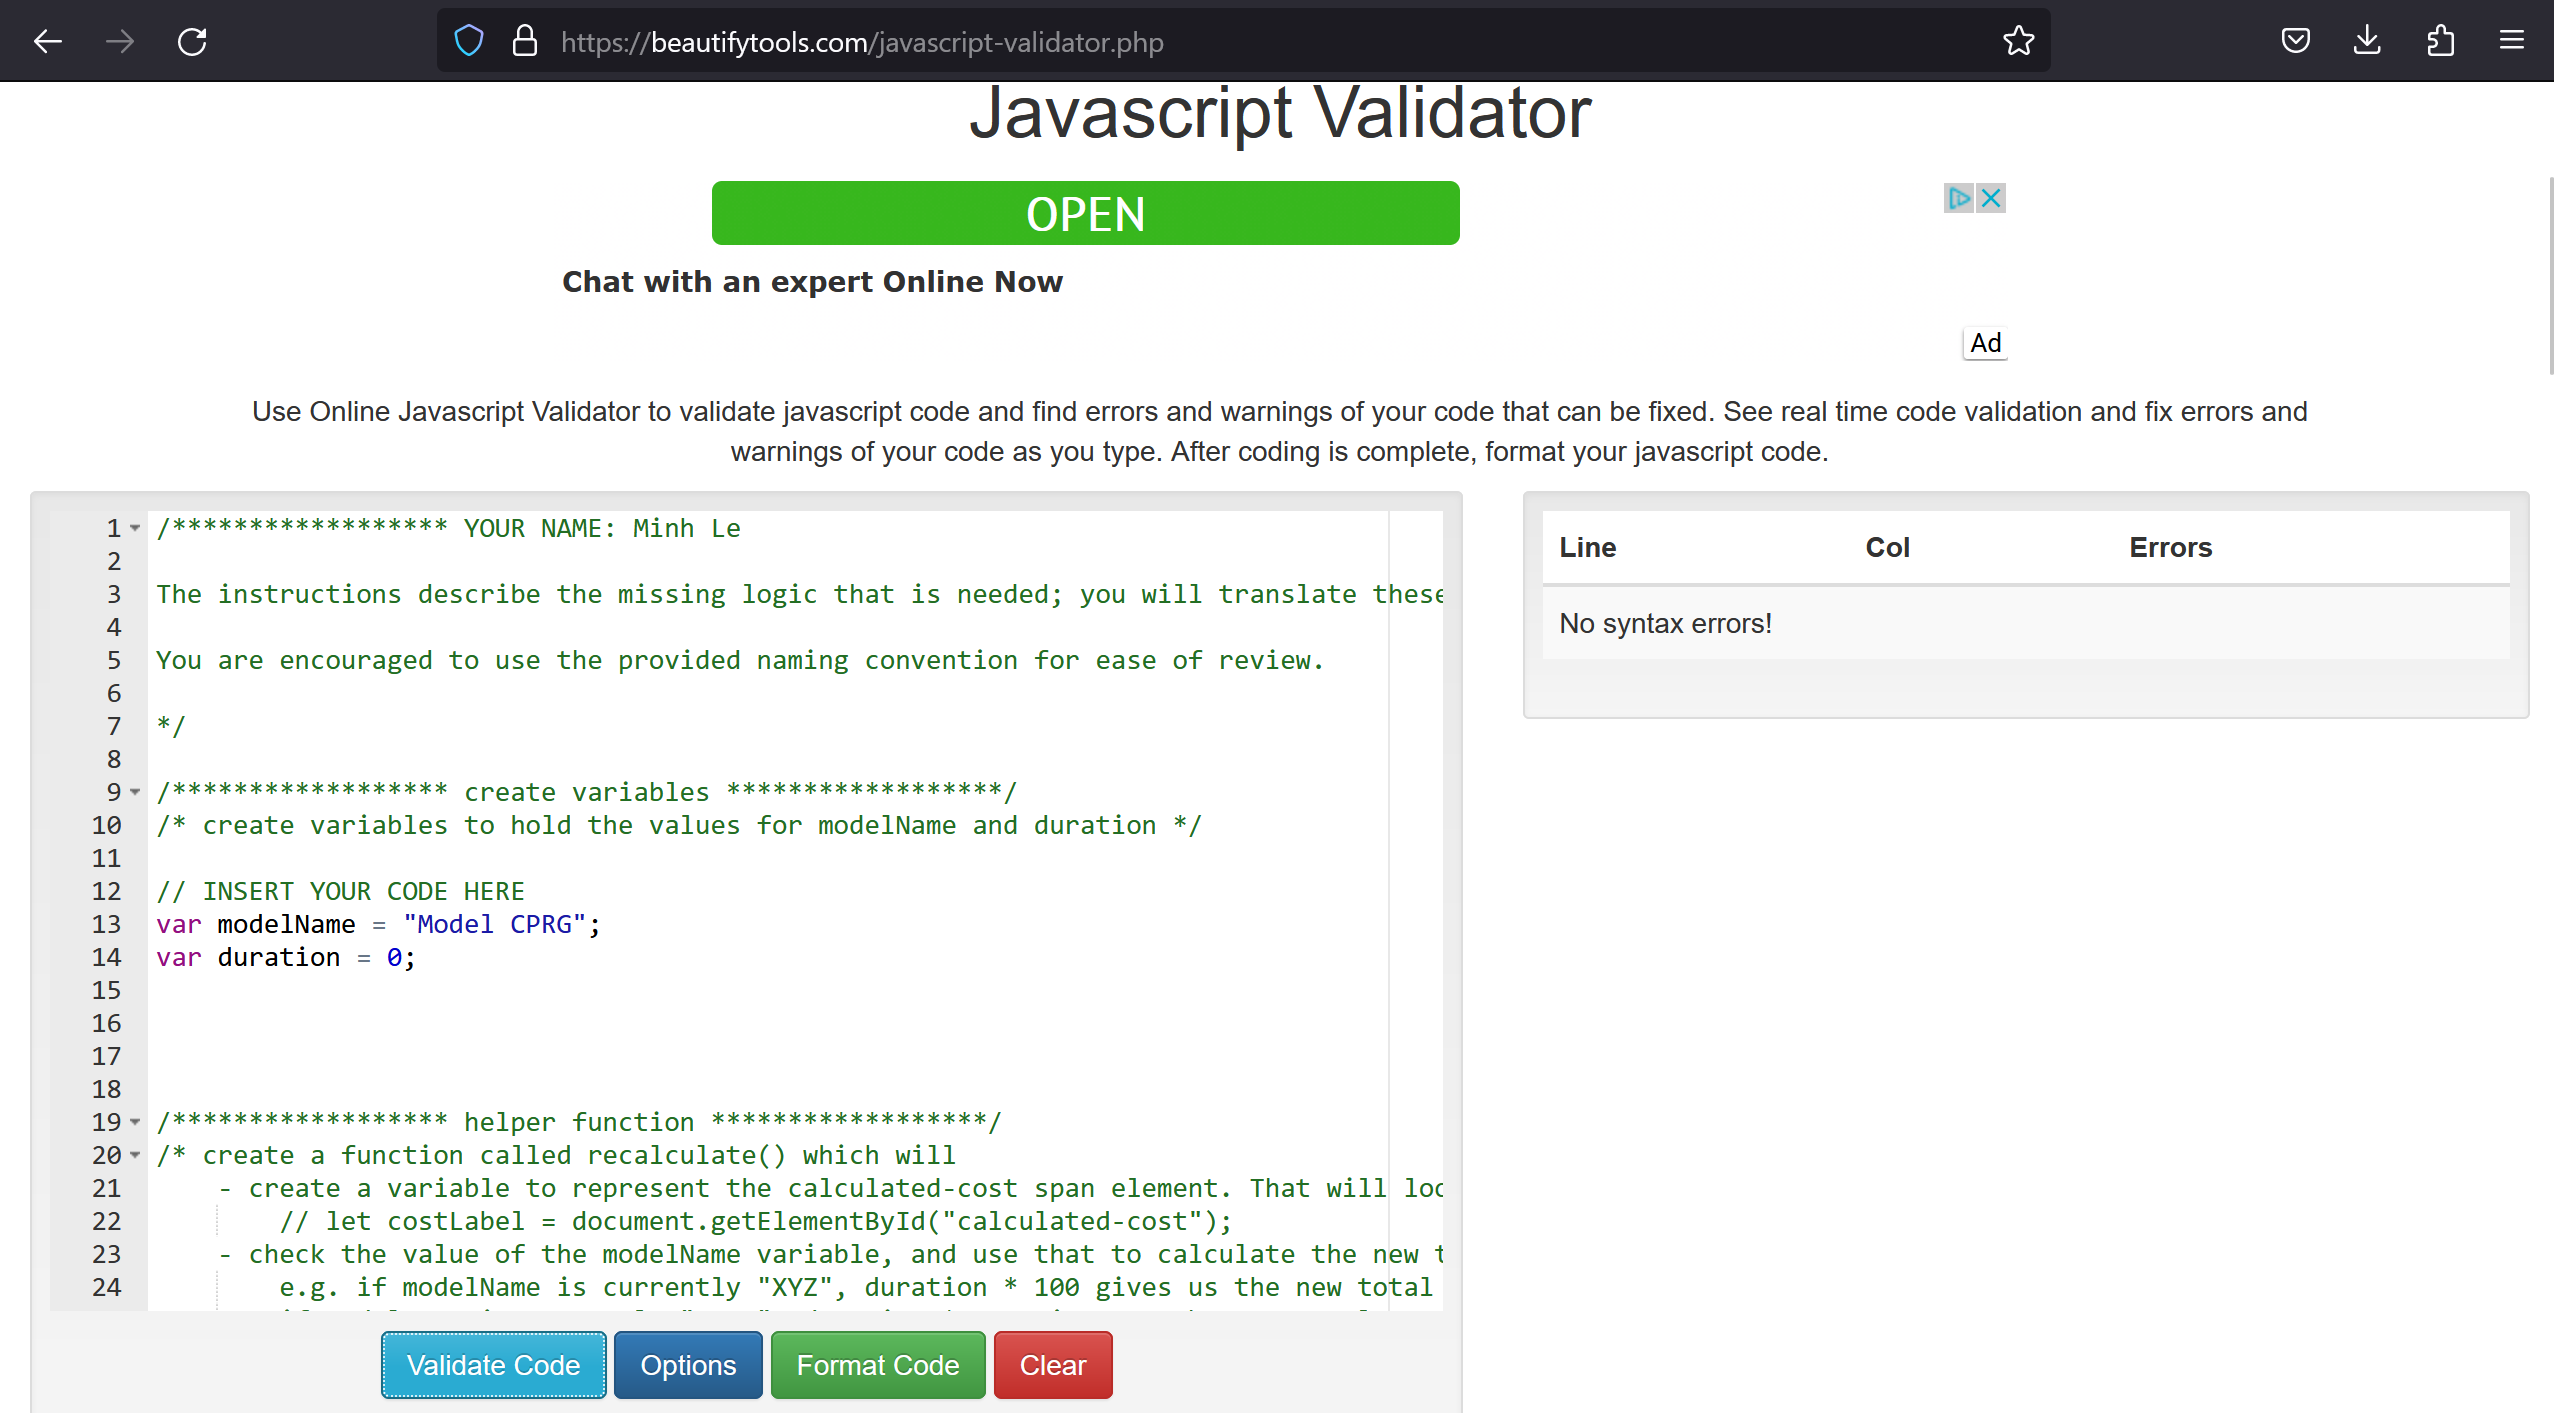 https://beautifytools.com/javascript-validator.php
Javascript Validator
OPEN
Chat with an expert Online Now
Ad
Use Online Javascript Validator to validate javascript code and find errors and warnings of your code that can be fixed. See real time code validation and fix errors and
warnings of your code as you type. After coding is complete, format your javascript code.
1 /****************** YOUR NAME: Minh Le
2
3 The instructions describe the missing logic that is needed; you will translate these
4
5 You are encouraged to use the provided naming convention for ease of review.
6
7 */
8
9 /****************** create variables ******************/
10 /* create variables to hold the values for modelName and duration */
11
12 // INSERT YOUR CODE HERE
13 var modelName = "Model CPRG";
14 var duration = 0;
15
16
17
18
19 /****************** helper function ******************/
20 /* create a function called recalculate() which will
21 - create a variable to represent the calculated-cost span element. That will loo
22 // let costLabel = document.getElementById("calculated-cost");
23 - check the value of the modelName variable, and use that to calculate the new t
24 e.g. if modelName is currently "XYZ", duration * 100 gives us the new total
Validate Code Options Format Code Clear
Line Col Errors
No syntax errors!